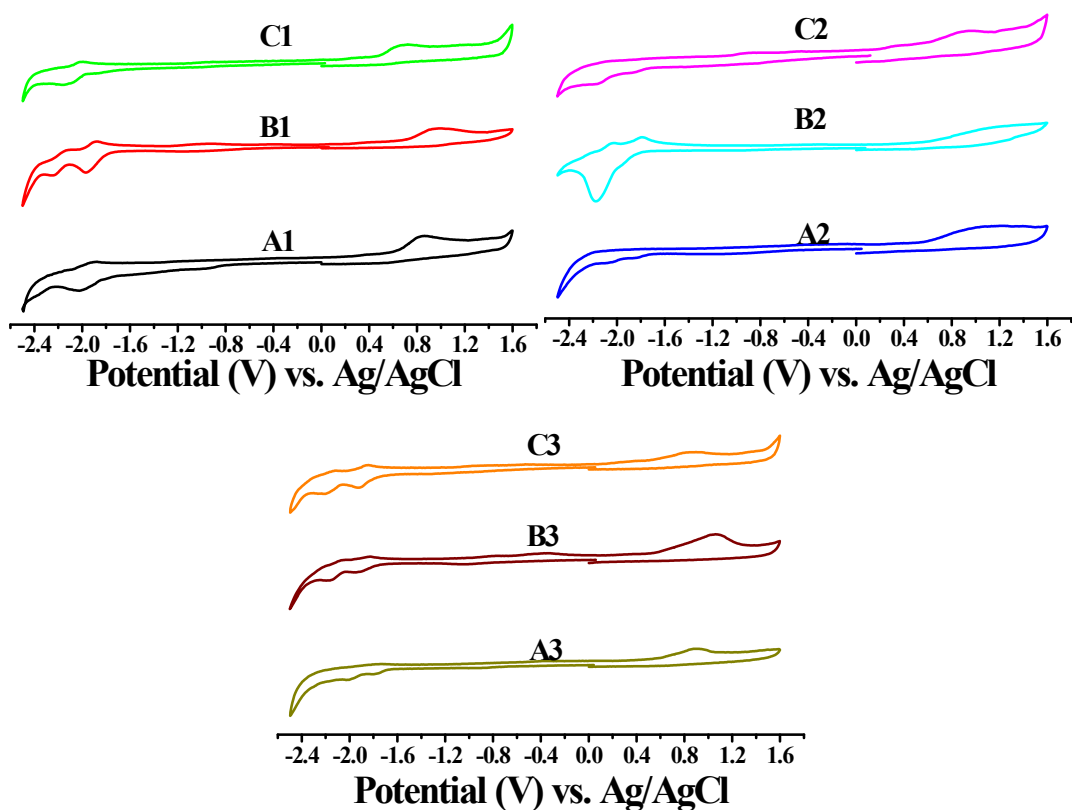 C1
B1
A1
-2.4 -2.0 -1.6 -1.2 -0.8 -0.4 0.0 0.4 0.8 1.2 1.6
Potential (V) vs. Ag/AgCl
C2
B2
A2
-2.4 -2.0 -1.6 -1.2 -0.8 -0.4 0.0 0.4 0.8 1.2 1.6
Potential (V) vs. Ag/AgCl
C3
B3
A3
-2.4 -2.0 -1.6 -1.2 -0.8 -0.4 0.0 0.4 0.8 1.2 1.6
Potential (V) vs. Ag/AgCl